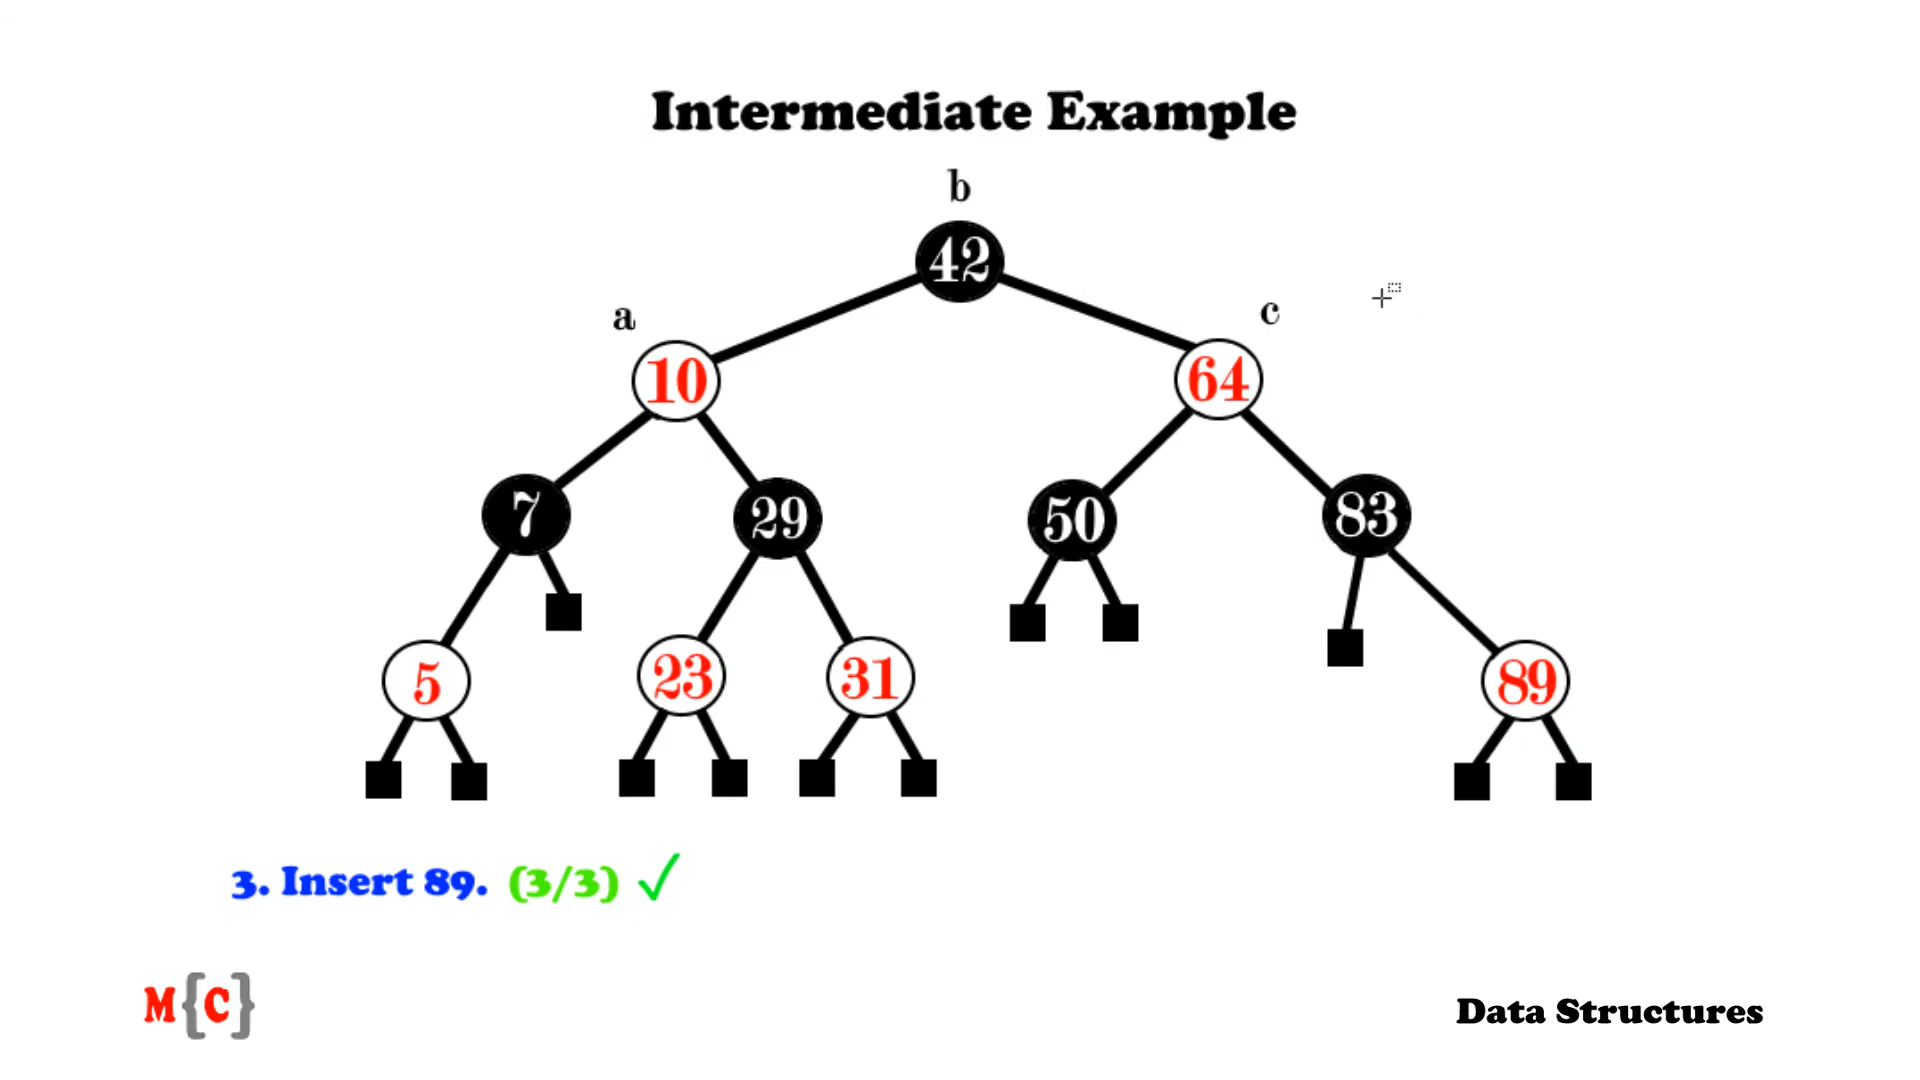 Intermediate Example
b
42
a
c
10
64
7
29
50
83
5
23
31
89
3. Insert 89. (3/3) ✓
M{C}
Data Structures